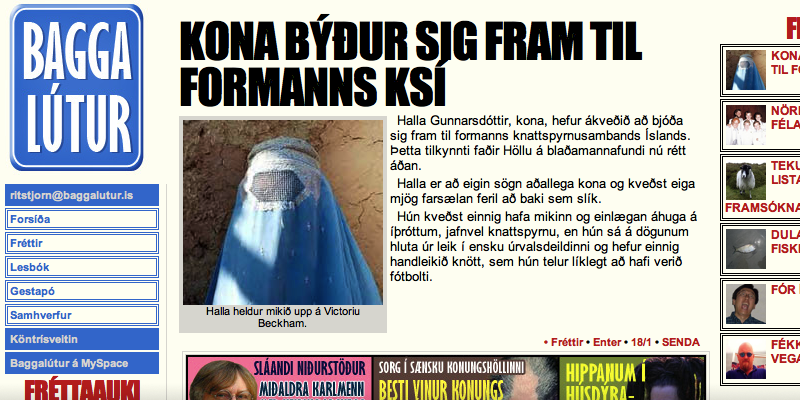 BAGGA
LÚTUR
ritstjorn@baggalutur.is
Forsíða
Fréttir
Lesbók
Gestapó
Samhverfur
Köntrísveitin
Baggalútur á MySpace
FRÉTTAAUKI
KONA BÝÐUR SIG FRAM TIL
FORMANNS KSÍ
Halla Gunnarsdóttir, kona, hefur ákveðið að bjóða
sig fram til formanns knattspyrnusambands Íslands.
Þetta tilkynnti faðir Höllu á blaðamannafundi nú rétt
áðan.
Halla er að eigin sögn aðallega kona og kveðst eiga
mjög farsælan feril að baki sem slík.
Hún kveðst einnig hafa mikinn og einlægan áhuga á
íþróttum, jafnvel knattspyrnu, en hún sá á dögunum
hluta úr leik í ensku úrvalsdeildinni og hefur einnig
handleikið knött, sem hún telur líklegt að hafi verið
fótbolti.
Halla heldur mikið upp á Victoriu
Beckham.
• Fréttir • Enter • 18/1 • SENDA
SLÁANDI NIÐURSTÖÐUR
MIÐALDRA KARLMENN
SORG Í SÆNSKU KONUNGSHÖLLINNI
BESTI VINUR KONUNGS
HIPPANUM Í
HÚSDÝRA-
KONA
TIL FO
NÖR
FÉLA
TEKU
LISTA
FRAMSÓKNA
DULA
FISKI
FÓR Í
FÉKK
VEGA